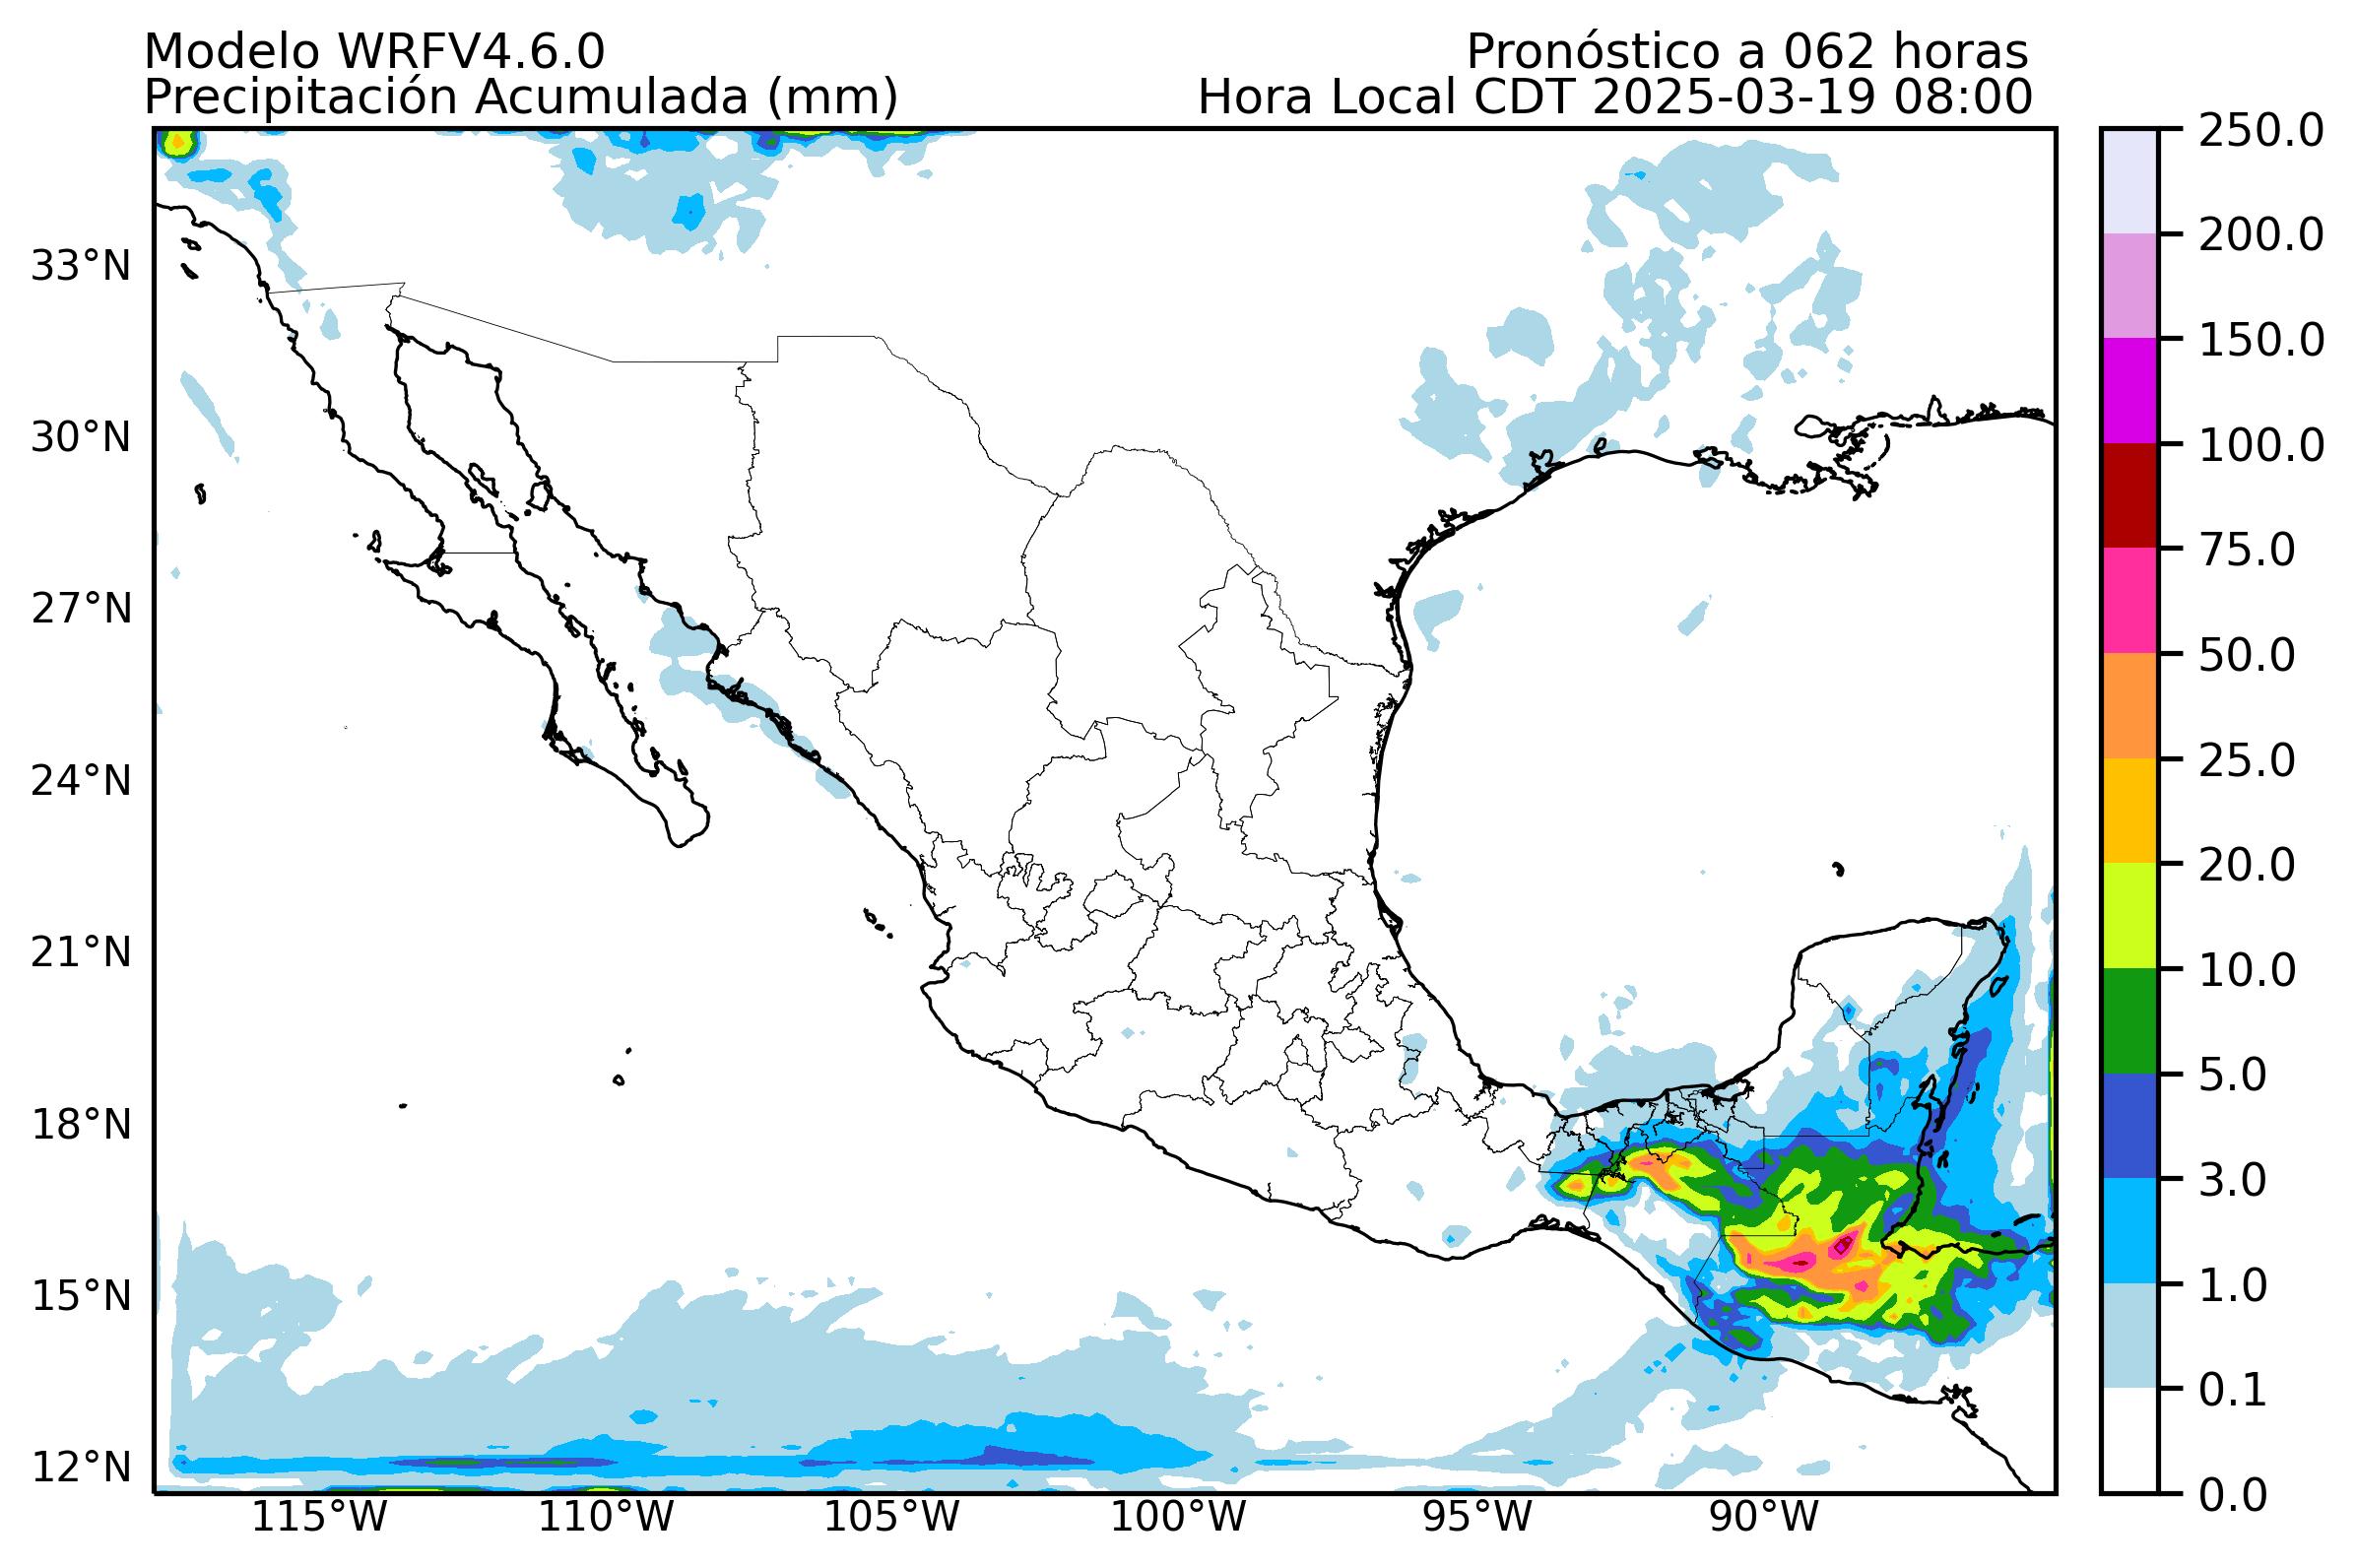 Modelo WRFV4.6.0
Pronóstico a 062 horas
Precipitación Acumulada (mm)
Hora Local CDT 2025-03-19 08:00
33°N
30°N
27°N
24°N
21°N
18°N
15°N
12°N
115°W
110°W
105°W
100°W
95°W
90°W
250.0
200.0
150.0
100.0
75.0
50.0
25.0
20.0
10.0
5.0
3.0
1.0
0.1
0.0